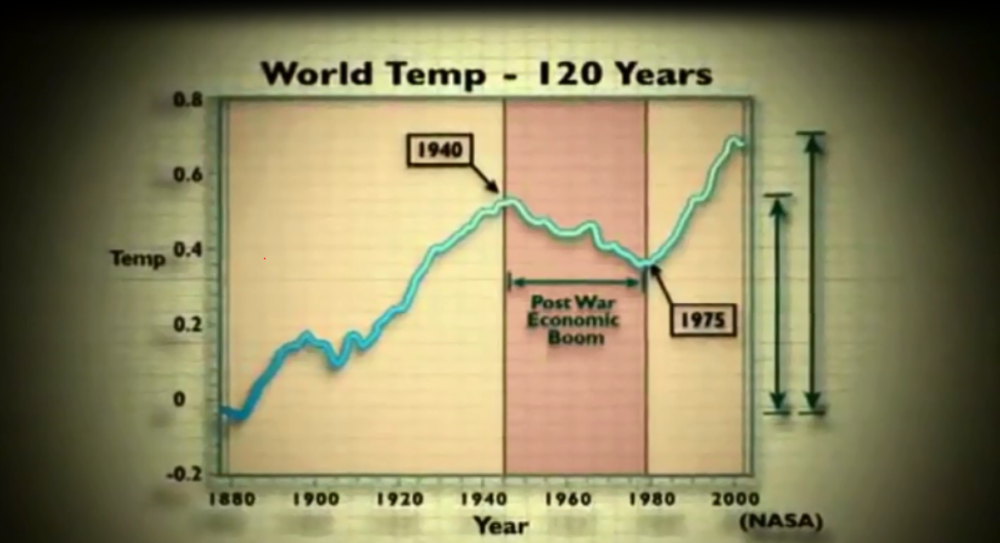 World Temp - 120 Years
0.8
0.6
0.4
0.2
0
-0.2
Temp
1940
Post War
Economic
Boom
1975
1880 1900 1920 1940 1960 1980 2000
Year
(NASA)